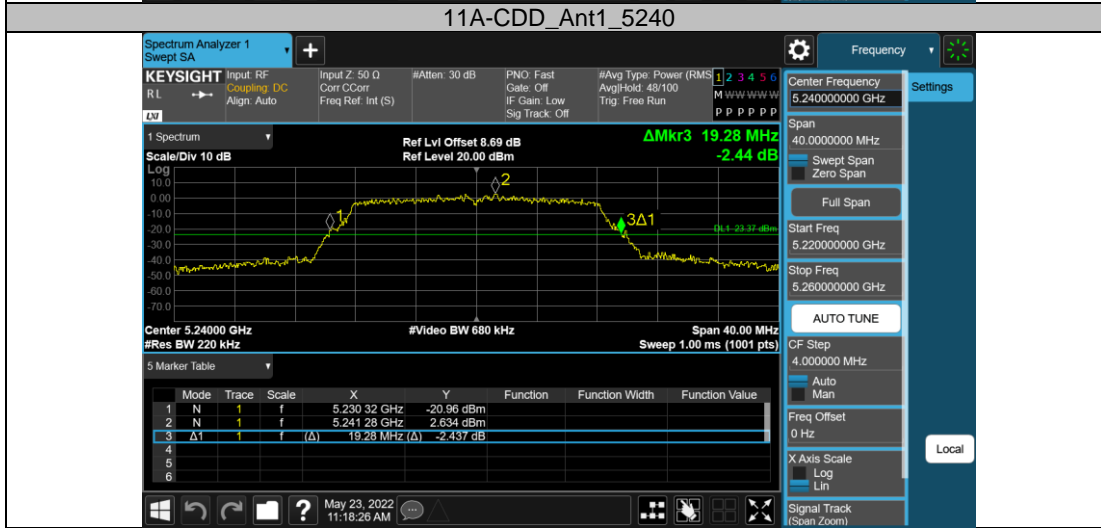 11A-CDD_Ant1_5240
Spectrum Analyzer 1
Swept SA
Frequency
KEYSIGHT Input: RF Input Z: 50 Ω #Atten: 30 dB PNO: Fast #Avg Type: Power (RMS 1 2 3 4 5 6
RL Coupling: DC Corr CCorr Gate: Off Avg|Hold: 48/100 M W W W W W
Align: Auto Freq Ref: Int (S) IF Gain: Low Trig: Free Run
LXI Sig Track: Off P P P P P P
1 Spectrum Ref Lvl Offset 8.69 dB ΔMkr3 19.28 MHz
Scale/Div 10 dB Ref Level 20.00 dBm -2.44 dB
Log
10.0
0.00
-10.0
-20.0
-30.0
-40.0
-50.0
-60.0
-70.0
1
2
3Δ1
DL1 -23.37 dBm
Center 5.24000 GHz #Video BW 680 kHz Span 40.00 MHz
#Res BW 220 kHz Sweep 1.00 ms (1001 pts)
5 Marker Table
Mode Trace Scale X Y Function Function Width Function Value
1 N 1 f 5.230 32 GHz -20.96 dBm
2 N 1 f 5.241 28 GHz 2.634 dBm
3 Δ1 1 f (Δ) 19.28 MHz (Δ) -2.437 dB
4
5
6
May 23, 2022
11:18:26 AM
Center Frequency
5.240000000 GHz
Settings
Span
40.0000000 MHz
Swept Span
Zero Span
Full Span
Start Freq
5.220000000 GHz
Stop Freq
5.260000000 GHz
AUTO TUNE
CF Step
4.000000 MHz
Auto
Man
Freq Offset
0 Hz
X Axis Scale
Log
Lin
Local
Signal Track
(Span Zoom)